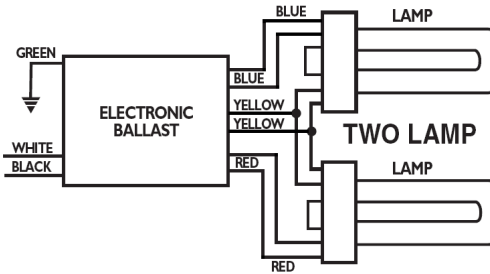 BLUE
LAMP
GREEN
BLUE
ELECTRONIC
BALLAST
YELLOW
YELLOW
TWO LAMP
WHITE
BLACK
RED
LAMP
RED